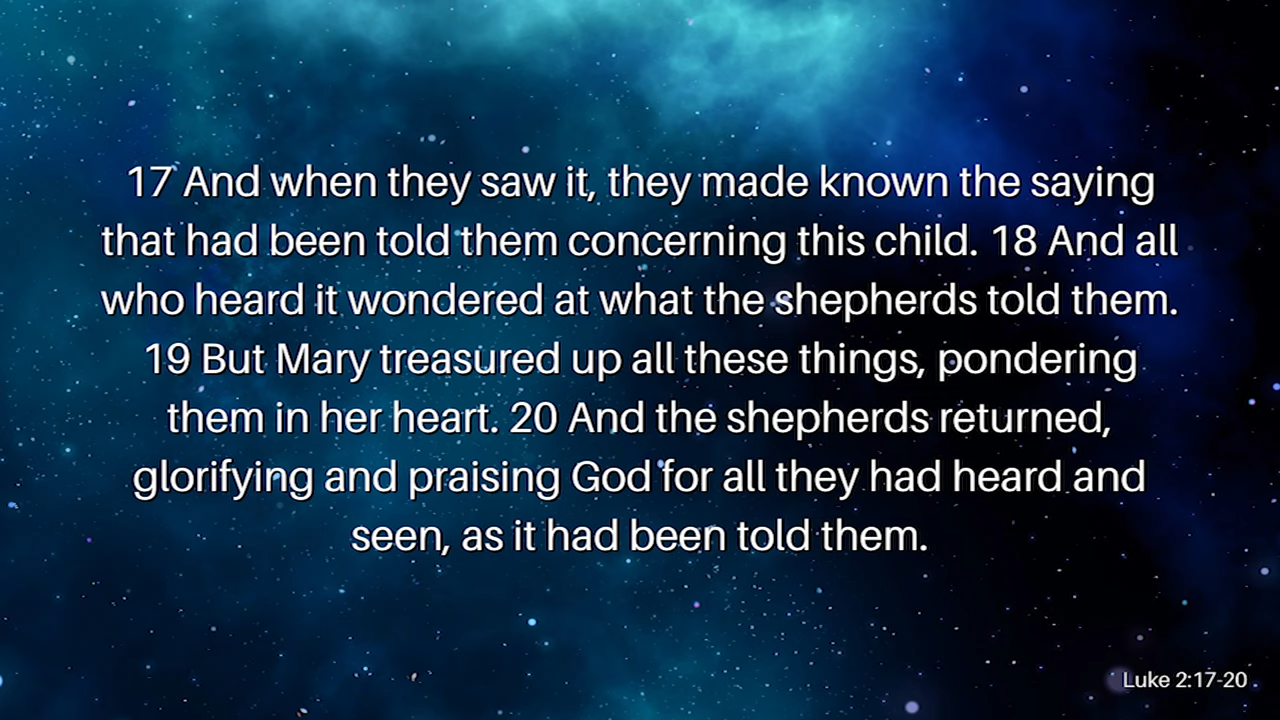 17 And when they saw it, they made known the saying
that had been told them concerning this child. 18 And all
who heard it wondered at what the shepherds told them.
19 But Mary treasured up all these things, pondering
them in her heart. 20 And the shepherds returned,
glorifying and praising God for all they had heard and
seen, as it had been told them.
Luke 2:17-20